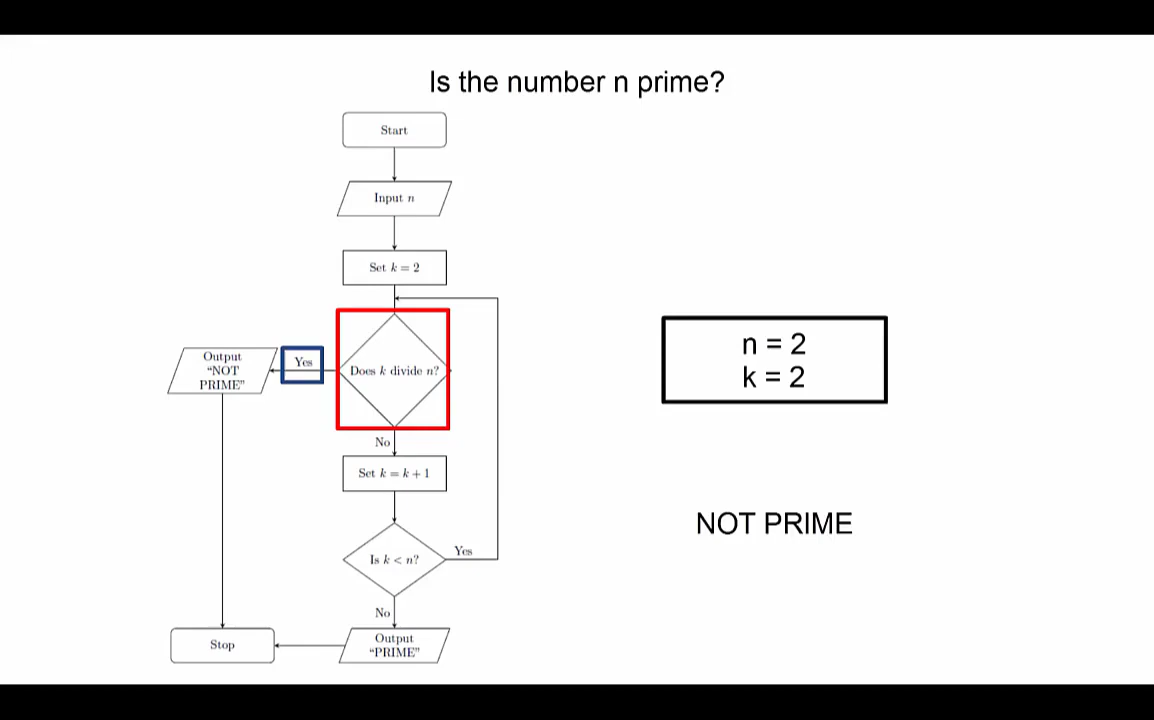 Is the number n prime?
Start
Input n
Set k = 2
Does k divide n?
Yes
Output
“NOT
PRIME”
No
Set k = k + 1
Is k < n?
Yes
No
Output
“PRIME”
Stop
n = 2
k = 2
NOT PRIME